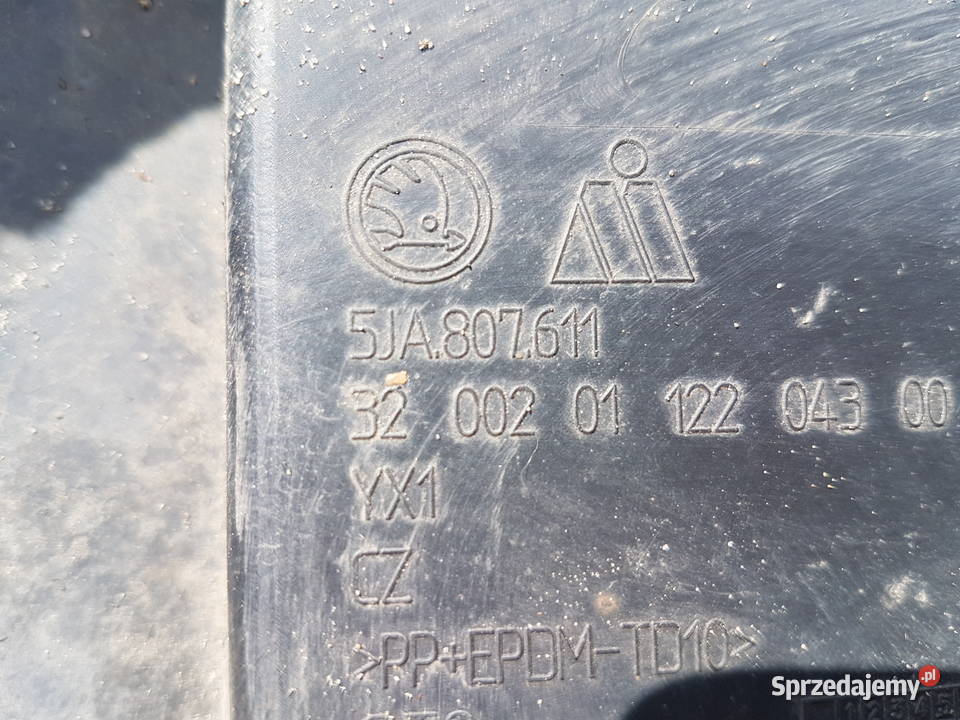 5JA.807.611
32 002 01 122 043 00
YX1
CZ
>PP+EPDM-TD10>
Sprzedajemy.pl